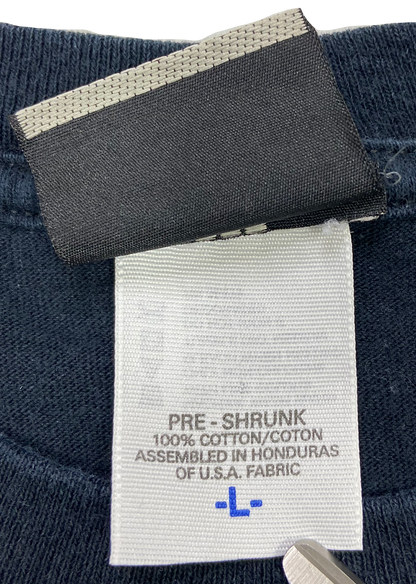 PRE - SHRUNK
100% COTTON/COTON
ASSEMBLED IN HONDURAS
OF U.S.A. FABRIC
-L-